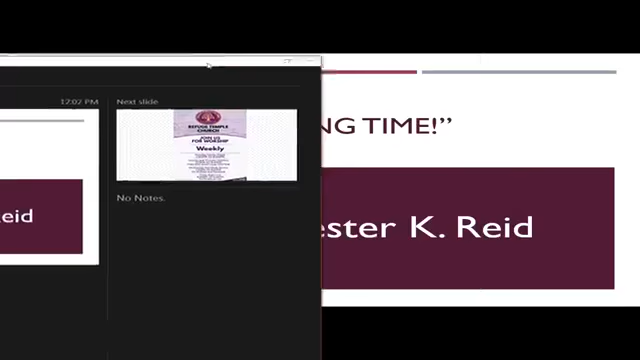 12:02 PM
Next slide
REFUGE TEMPLE
CHURCH
JOIN US
FOR WORSHIP
Weekly
No Notes.
eid
NG TIME!”
ester K. Reid